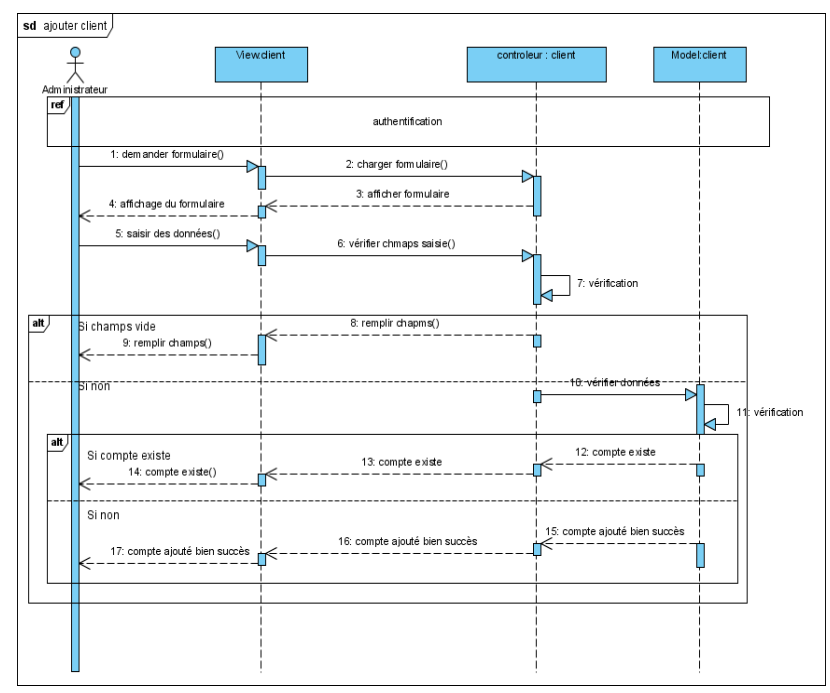 sd ajouter client
View:client
controleur : client
Model:client
Administrateur
ref
authentification
1: demander formulaire()
2: charger formulaire()
3: afficher formulaire
4: affichage du formulaire
5: saisir des données()
6: vérifier chmaps saisie()
7: vérification
alt
Si champs vide
8: remplir chapms()
9: remplir champs()
Si non
10: vérifier données
11: vérification
alt
Si compte existe
12: compte existe
13: compte existe
14: compte existe()
Si non
15: compte ajouté bien succès
16: compte ajouté bien succès
17: compte ajouté bien succès